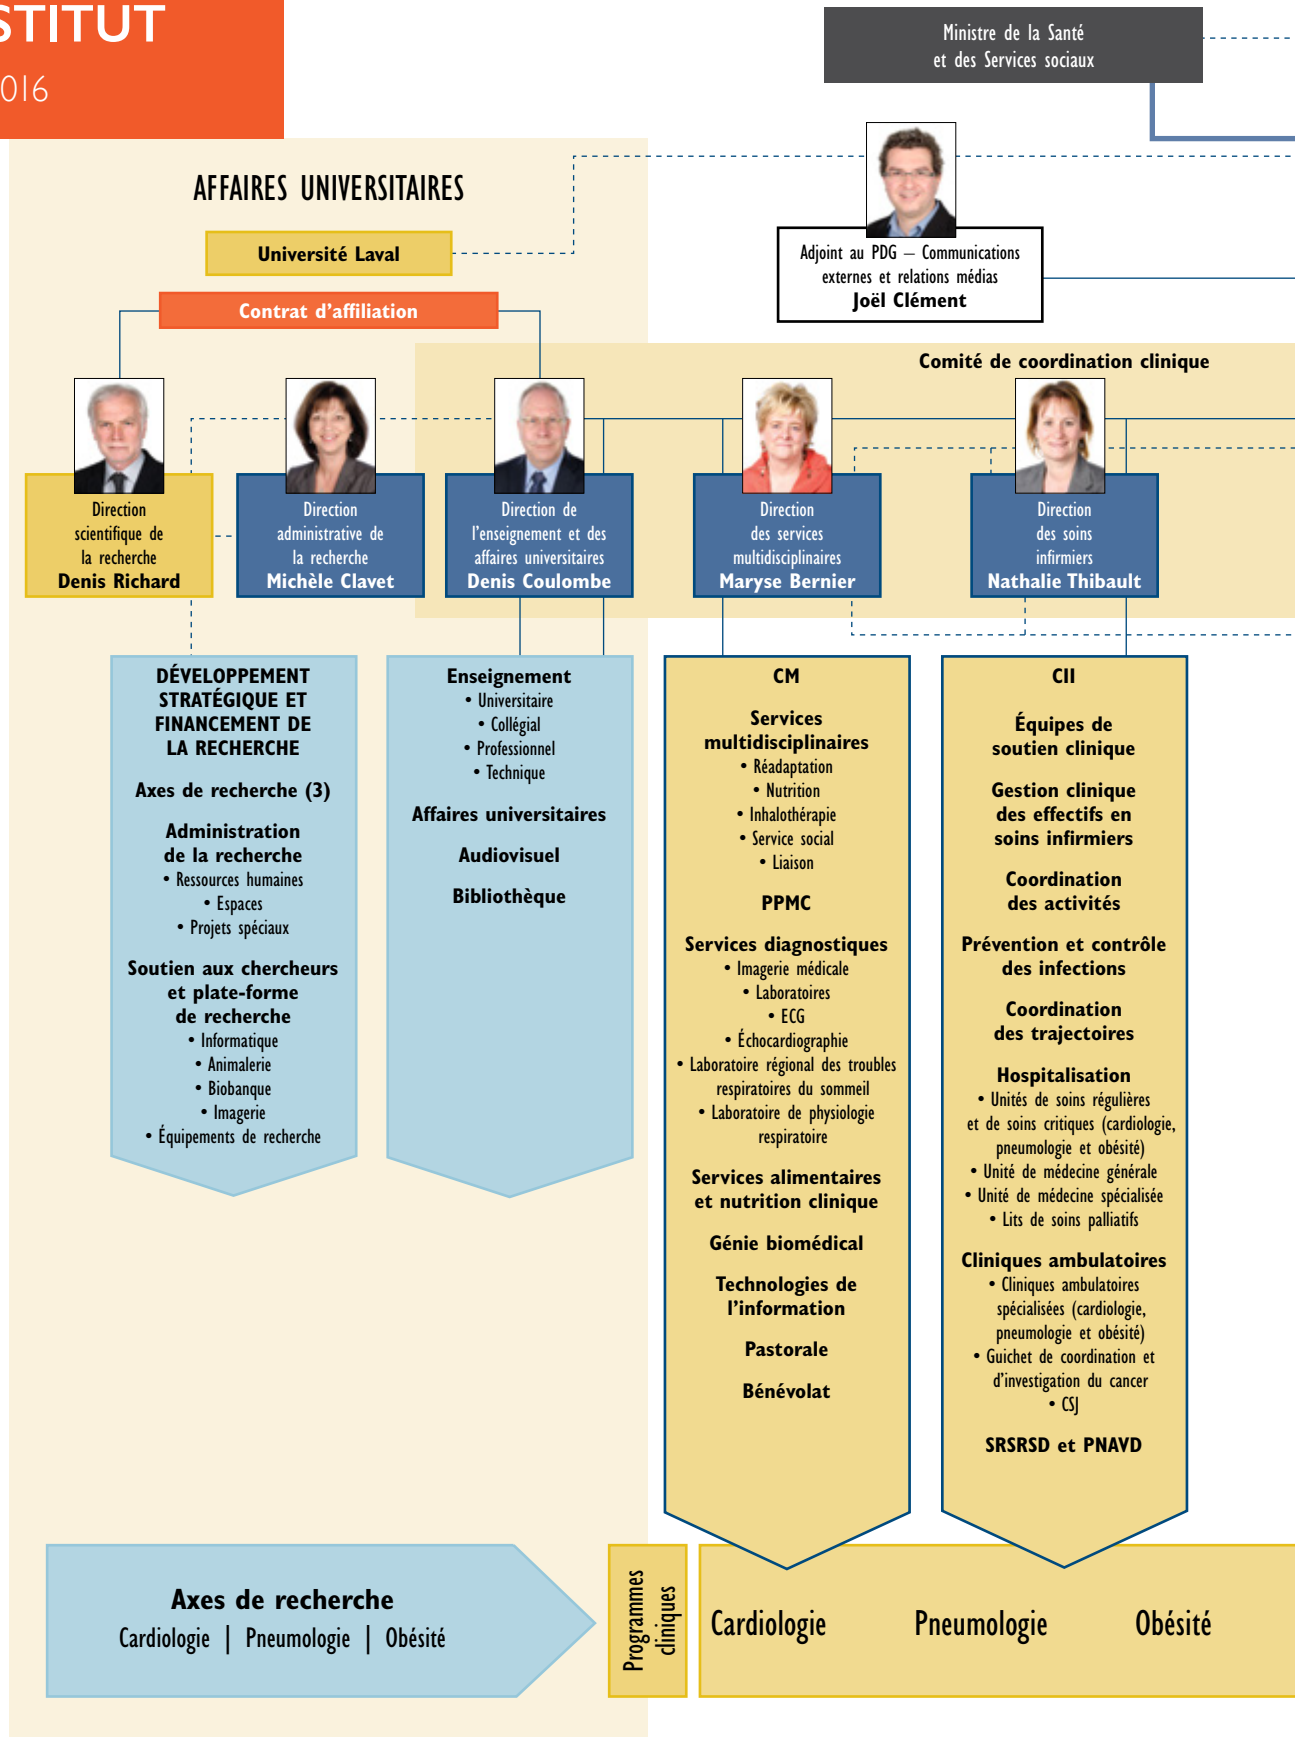 STITUT
2016
Ministre de la Santé
et des Services sociaux
AFFAIRES UNIVERSITAIRES
Université Laval
Contrat d'affiliation
Adjoint au PDG – Communications
externes et relations médias
Joël Clément
Comité de coordination clinique
Direction
scientifique de
la recherche
Denis Richard
Direction
administrative de
la recherche
Michèle Clavet
Direction de
l'enseignement et des
affaires universitaires
Denis Coulombe
Direction
des services
multidisciplinaires
Maryse Bernier
Direction
des soins
infirmiers
Nathalie Thibault
DÉVELOPPEMENT
STRATÉGIQUE ET
FINANCEMENT DE
LA RECHERCHE
Axes de recherche (3)
Administration
de la recherche
• Ressources humaines
• Espaces
• Projets spéciaux
Soutien aux chercheurs
et plate-forme
de recherche
• Informatique
• Animalerie
• Biobanque
• Imagerie
• Équipements de recherche
Enseignement
• Universitaire
• Collégial
• Professionnel
• Technique
Affaires universitaires
Audiovisuel
Bibliothèque
CM
Services
multidisciplinaires
• Réadaptation
• Nutrition
• Inhalothérapie
• Service social
• Liaison
PPMC
Services diagnostiques
• Imagerie médicale
• Laboratoires
• ECG
• Échocardiographie
• Laboratoire régional des troubles
respiratoires du sommeil
• Laboratoire de physiologie
respiratoire
Services alimentaires
et nutrition clinique
Génie biomédical
Technologies de
l'information
Pastorale
Bénévolat
CII
Équipes de
soutien clinique
Gestion clinique
des effectifs en
soins infirmiers
Coordination
des activités
Prévention et contrôle
des infections
Coordination
des trajectoires
Hospitalisation
• Unités de soins régulières
et de soins critiques (cardiologie,
pneumologie et obésité)
• Unité de médecine générale
• Unité de médecine spécialisée
• Lits de soins palliatifs
Cliniques ambulatoires
• Cliniques ambulatoires
spécialisées (cardiologie,
pneumologie et obésité)
• Guichet de coordination et
d'investigation du cancer
• CSJ
SRSRSD et PNAVD
Axes de recherche
Cardiologie | Pneumologie | Obésité
Programmes
cliniques
Cardiologie
Pneumologie
Obésité